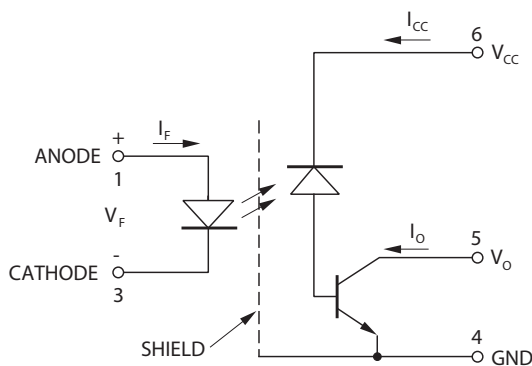 I_CC
6
V_CC
I_F
+
ANODE
1
V_F
-
CATHODE
3
I_O
5
V_O
SHIELD
4
GND